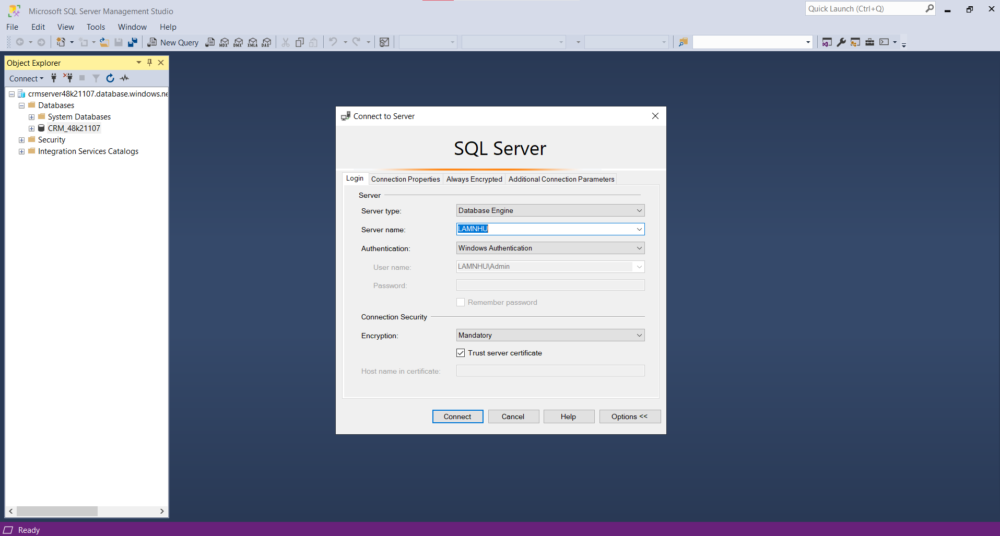 Microsoft SQL Server Management Studio
Quick Launch (Ctrl+Q)
File Edit View Tools Window Help
New Query MDX DMX XMLA DAX
Object Explorer
Connect
crmserver48k21107.database.windows.ne
Databases
System Databases
CRM_48k21107
Security
Integration Services Catalogs
Connect to Server
SQL Server
Login Connection Properties Always Encrypted Additional Connection Parameters
Server
Server type: Database Engine
Server name: LAMNHU
Authentication: Windows Authentication
User name: LAMNHU\Admin
Password:
Remember password
Connection Security
Encryption: Mandatory
Trust server certificate
Host name in certificate:
Connect Cancel Help Options <<
Ready